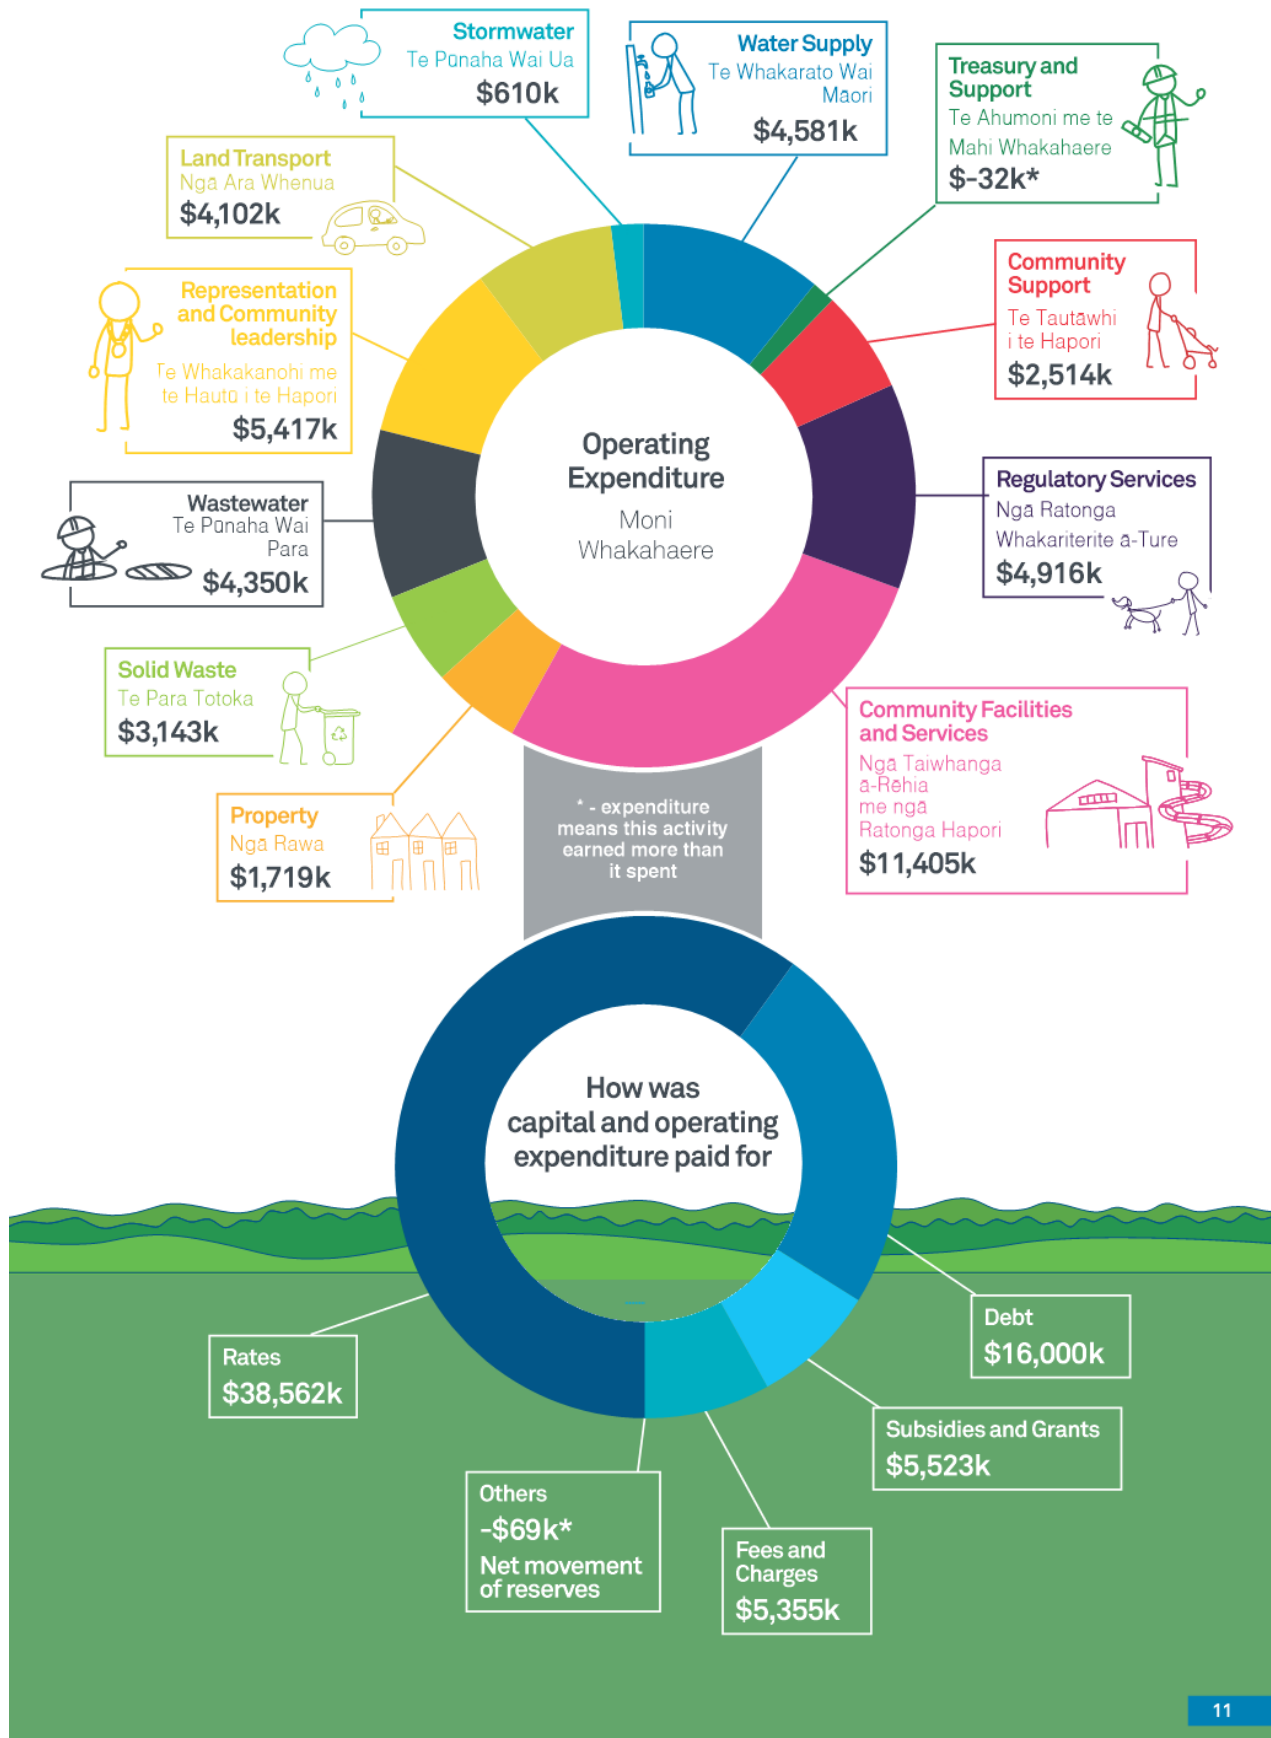 Stormwater
Te Pūnaha Wai Ua
$610k
Water Supply
Te Whakarato Wai
Māori
$4,581k
Treasury and
Support
Te Ahumoni me te
Mahi Whakahaere
$-32k*
Land Transport
Ngā Ara Whenua
$4,102k
Community
Support
Te Tautāwhi
i te Hapori
$2,514k
Representation
and Community
leadership
Te Whakakanohi me
te Hautū i te Hapori
$5,417k
Operating
Expenditure
Moni
Whakahaere
Regulatory Services
Ngā Ratonga
Whakariterite ā-Ture
$4,916k
Wastewater
Te Pūnaha Wai
Para
$4,350k
Solid Waste
Te Para Totoka
$3,143k
Community Facilities
and Services
Ngā Taiwhanga
ā-Rēhia
me ngā
Ratonga Hapori
$11,405k
Property
Ngā Rawa
$1,719k
* - expenditure
means this activity
earned more than
it spent
How was
capital and operating
expenditure paid for
Debt
$16,000k
Rates
$38,562k
Subsidies and Grants
$5,523k
Others
-$69k*
Net movement
of reserves
Fees and
Charges
$5,355k
11